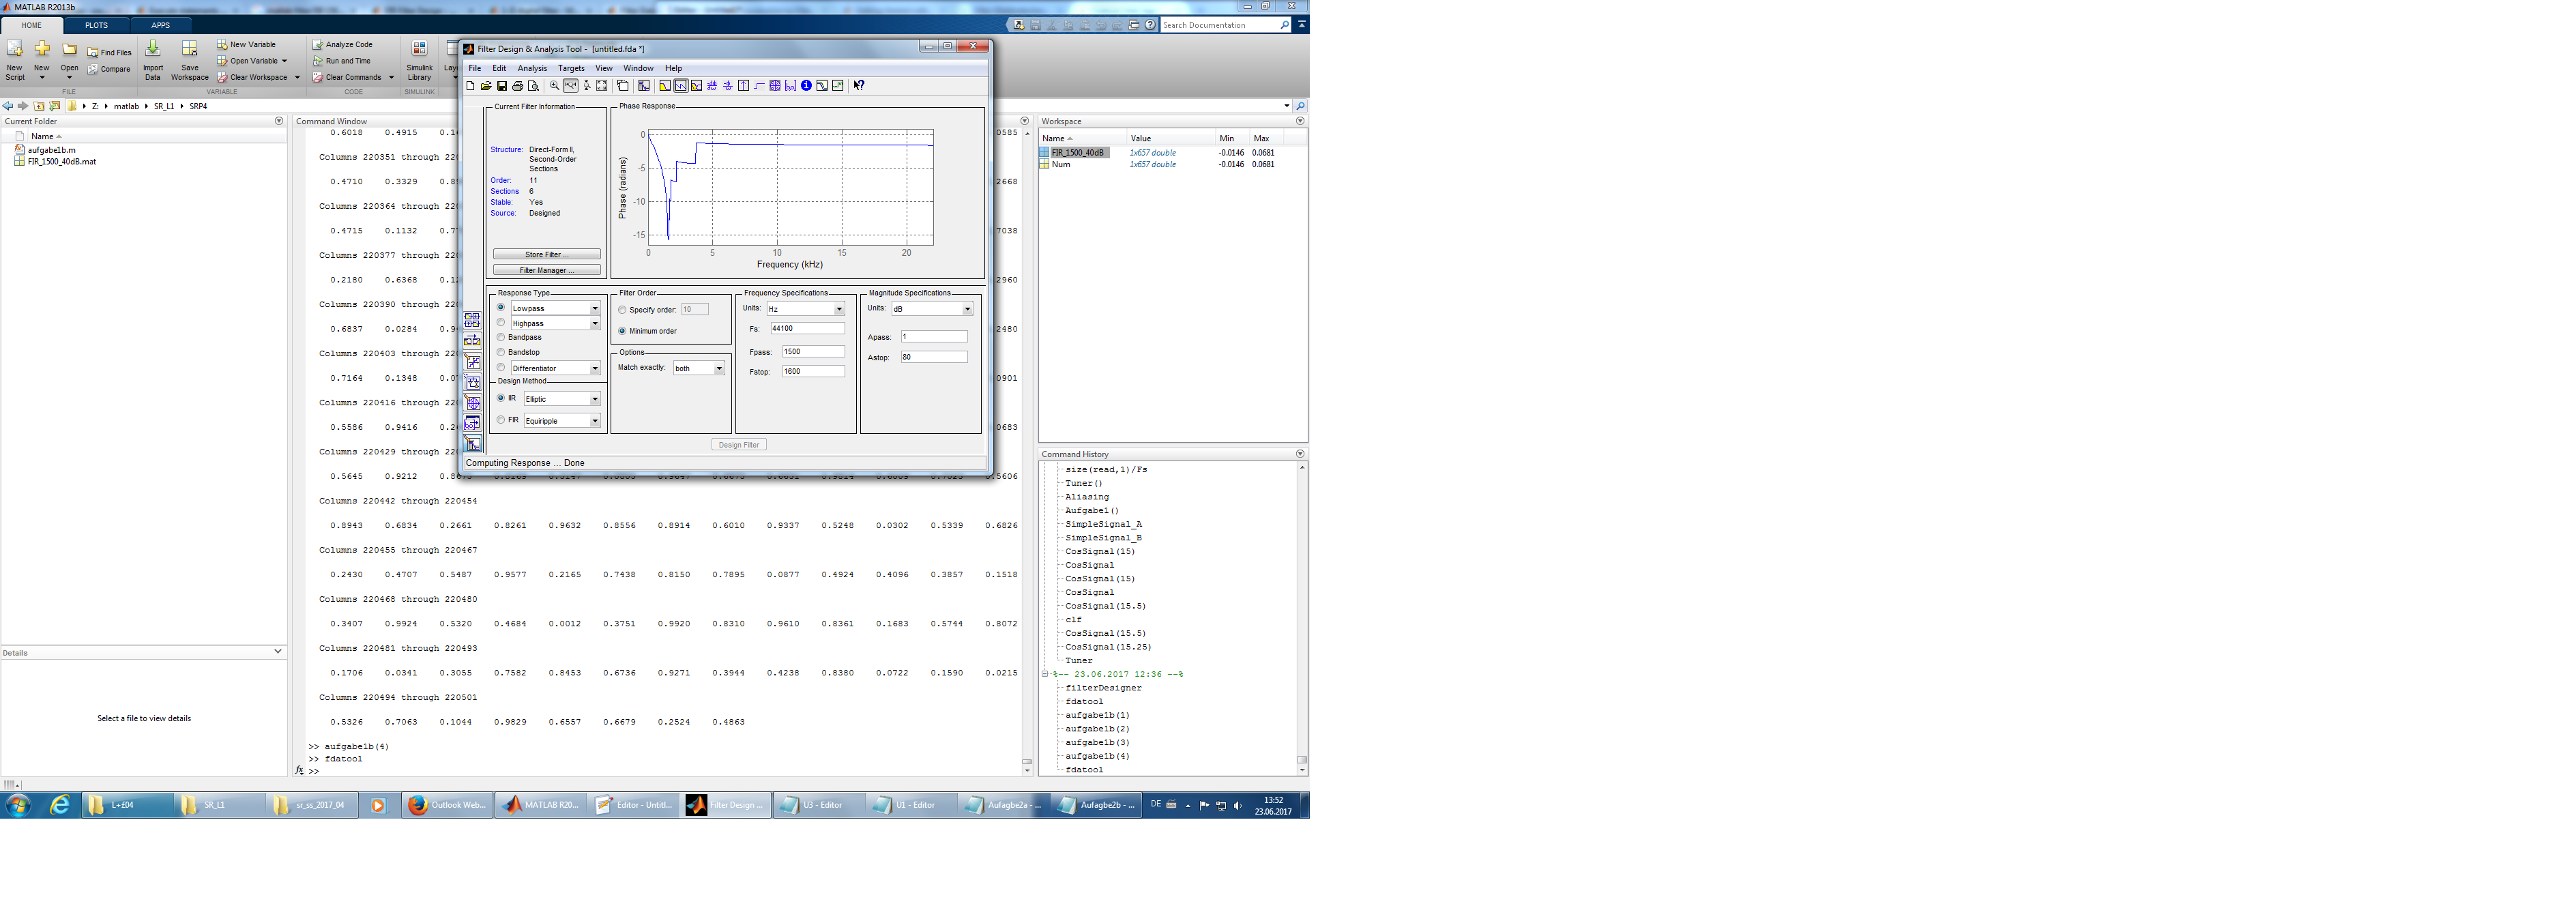 MATLAB R2013b
HOME
PLOTS
APPS
Search Documentation
New Script
New
Open
Find Files
Compare
Import Data
Save Workspace
New Variable
Open Variable
Clear Workspace
Analyze Code
Run and Time
Clear Commands
Simulink Library
FILE
VARIABLE
CODE
SIMULINK
Z: matlab SR_L1 SRP4
Current Folder
Name
aufgabe1b.m
FIR_1500_40dB.mat
Details
Select a file to view details
Command Window
0.6018 0.4915
Columns 220351 through
0.4710 0.3329
Columns 220364 through
0.4715 0.1132
Columns 220377 through
0.2180 0.6368
Columns 220390 through
0.6837 0.0284
Columns 220403 through
0.7164 0.1348
Columns 220416 through
0.5586 0.9416
Columns 220429 through
0.5645 0.9212
Columns 220442 through 220454
0.8943 0.6834 0.2661 0.8261 0.9632 0.8556 0.8914 0.6010 0.9337 0.5248 0.0302 0.5339 0.6826
Columns 220455 through 220467
0.2430 0.4707 0.5487 0.9577 0.2165 0.7438 0.8150 0.7895 0.0877 0.4924 0.4096 0.3857 0.1518
Columns 220468 through 220480
0.3407 0.9924 0.5320 0.4684 0.0012 0.3751 0.9920 0.8310 0.9610 0.8361 0.1683 0.5744 0.8072
Columns 220481 through 220493
0.1706 0.0341 0.3055 0.7582 0.8453 0.6736 0.9271 0.3944 0.4238 0.8380 0.0722 0.1590 0.0215
Columns 220494 through 220501
0.5326 0.7063 0.1044 0.9829 0.6557 0.6679 0.2524 0.4863
>> aufgabe1b(4)
>> fdatool
fx >>
Filter Design & Analysis Tool - [untitled.fda *]
File Edit Analysis Targets View Window Help
Current Filter Information
Structure: Direct-Form II,
Second-Order
Sections
Order: 11
Sections 6
Stable: Yes
Source: Designed
Store Filter ...
Filter Manager ...
Phase Response
Phase (radians)
0
-5
-10
-15
0 5 10 15 20
Frequency (kHz)
Response Type
Lowpass
Highpass
Bandpass
Bandstop
Differentiator
Design Method
IIR Elliptic
FIR Equiripple
Filter Order
Specify order: 10
Minimum order
Options
Match exactly: both
Frequency Specifications
Units: Hz
Fs: 44100
Fpass: 1500
Fstop: 1600
Magnitude Specifications
Units: dB
Apass: 1
Astop: 80
Design Filter
Computing Response ... Done
Workspace
Name Value Min Max
FIR_1500_40dB 1x657 double -0.0146 0.0681
Num 1x657 double -0.0146 0.0681
Command History
size(read,1)/Fs
Tuner()
Aliasing
Aufgabe1()
SimpleSignal_A
SimpleSignal_B
CosSignal(15)
CosSignal
CosSignal(15)
CosSignal
CosSignal(15.5)
clf
CosSignal(15.5)
CosSignal(15.25)
Tuner
%-- 23.06.2017 12:36 --%
filterDesigner
fdatool
aufgabe1b(1)
aufgabe1b(2)
aufgabe1b(3)
aufgabe1b(4)
fdatool
L+£04
SR_L1
sr_ss_2017_04
Outlook Web...
MATLAB R20...
Editor - Untitl...
Filter Design ...
U3 - Editor
U1 - Editor
Aufagbe2a - ...
Aufagbe2b - ...
DE
13:52
23.06.2017